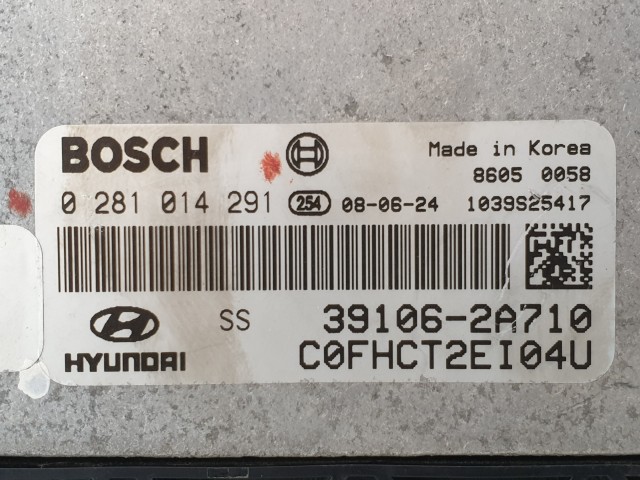 BOSCH
Made in Korea
8605 0058
0 281 014 291 254 08-06-24 1039S25417
HYUNDAI
SS
39106-2A710
C0FHCT2EI04U